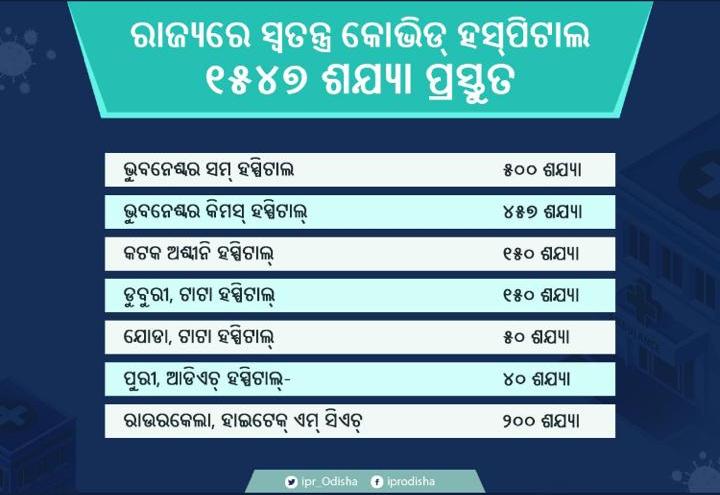 ରାଜ୍ୟରେ ସ୍ୱତନ୍ତ୍ର କୋଭିଡ୍ ହସ୍‌ପିଟାଲ
୧୫୪୭ ଶଯ୍ୟା ପ୍ରସ୍ତୁତ
ଭୁବନେଶ୍ୱର ସମ୍ ହସ୍ପିଟାଲ ୫୦୦ ଶଯ୍ୟା
ଭୁବନେଶ୍ୱର କିମସ୍ ହସ୍ପିଟାଲ୍ ୪୫୭ ଶଯ୍ୟା
କଟକ ଅଶ୍ୱୀନି ହସ୍ପିଟାଲ୍ ୧୫୦ ଶଯ୍ୟା
ଡୁବୁରୀ, ଟାଟା ହସ୍ପିଟାଲ୍ ୧୫୦ ଶଯ୍ୟା
ଯୋଡା, ଟାଟା ହସ୍ପିଟାଲ୍ ୫୦ ଶଯ୍ୟା
ପୁରୀ, ଆଡିଏଚ୍ ହସ୍ପିଟାଲ୍- ୪୦ ଶଯ୍ୟା
ରାଉରକେଲା, ହାଇଟେକ୍ ଏମ୍ ସିଏଚ୍ ୨୦୦ ଶଯ୍ୟା
ipr_Odisha iprodisha